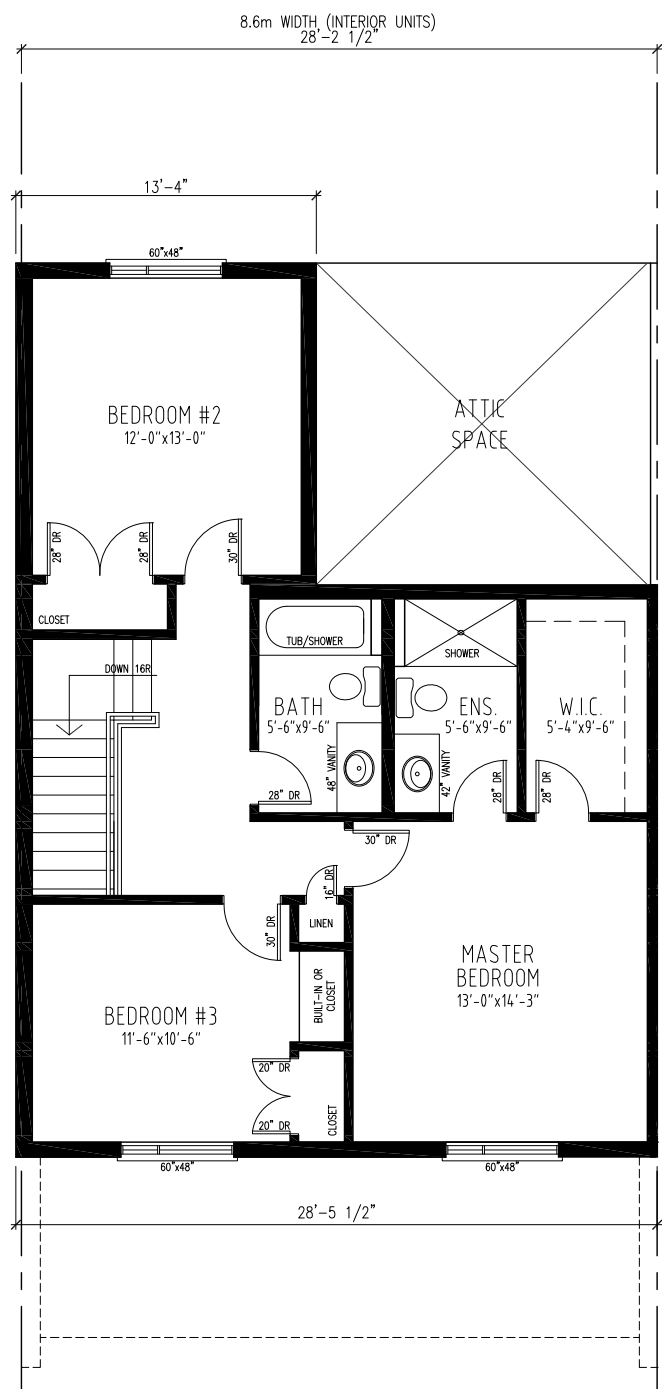 8.6m WIDTH (INTERIOR UNITS)
28'-2 1/2"
13'-4"
60"x48"
BEDROOM #2
12'-0"x13'-0"
ATTIC
SPACE
28" DR
28" DR
30" DR
CLOSET
TUB/SHOWER
SHOWER
DOWN 16R
BATH
5'-6"x9'-6"
ENS.
5'-6"x9'-6"
W.I.C.
5'-4"x9'-6"
48" VANITY
42" VANITY
28" DR
28" DR
28" DR
30" DR
16" DR
LINEN
30" DR
MASTER
BEDROOM
13'-0"x14'-3"
BUILT-IN OR
CLOSET
BEDROOM #3
11'-6"x10'-6"
20" DR
20" DR
CLOSET
60"x48"
60"x48"
28'-5 1/2"